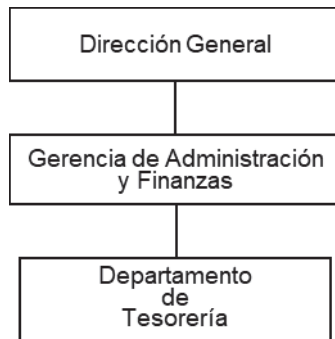 Dirección General
Gerencia de Administración
y Finanzas
Departamento
de
Tesorería